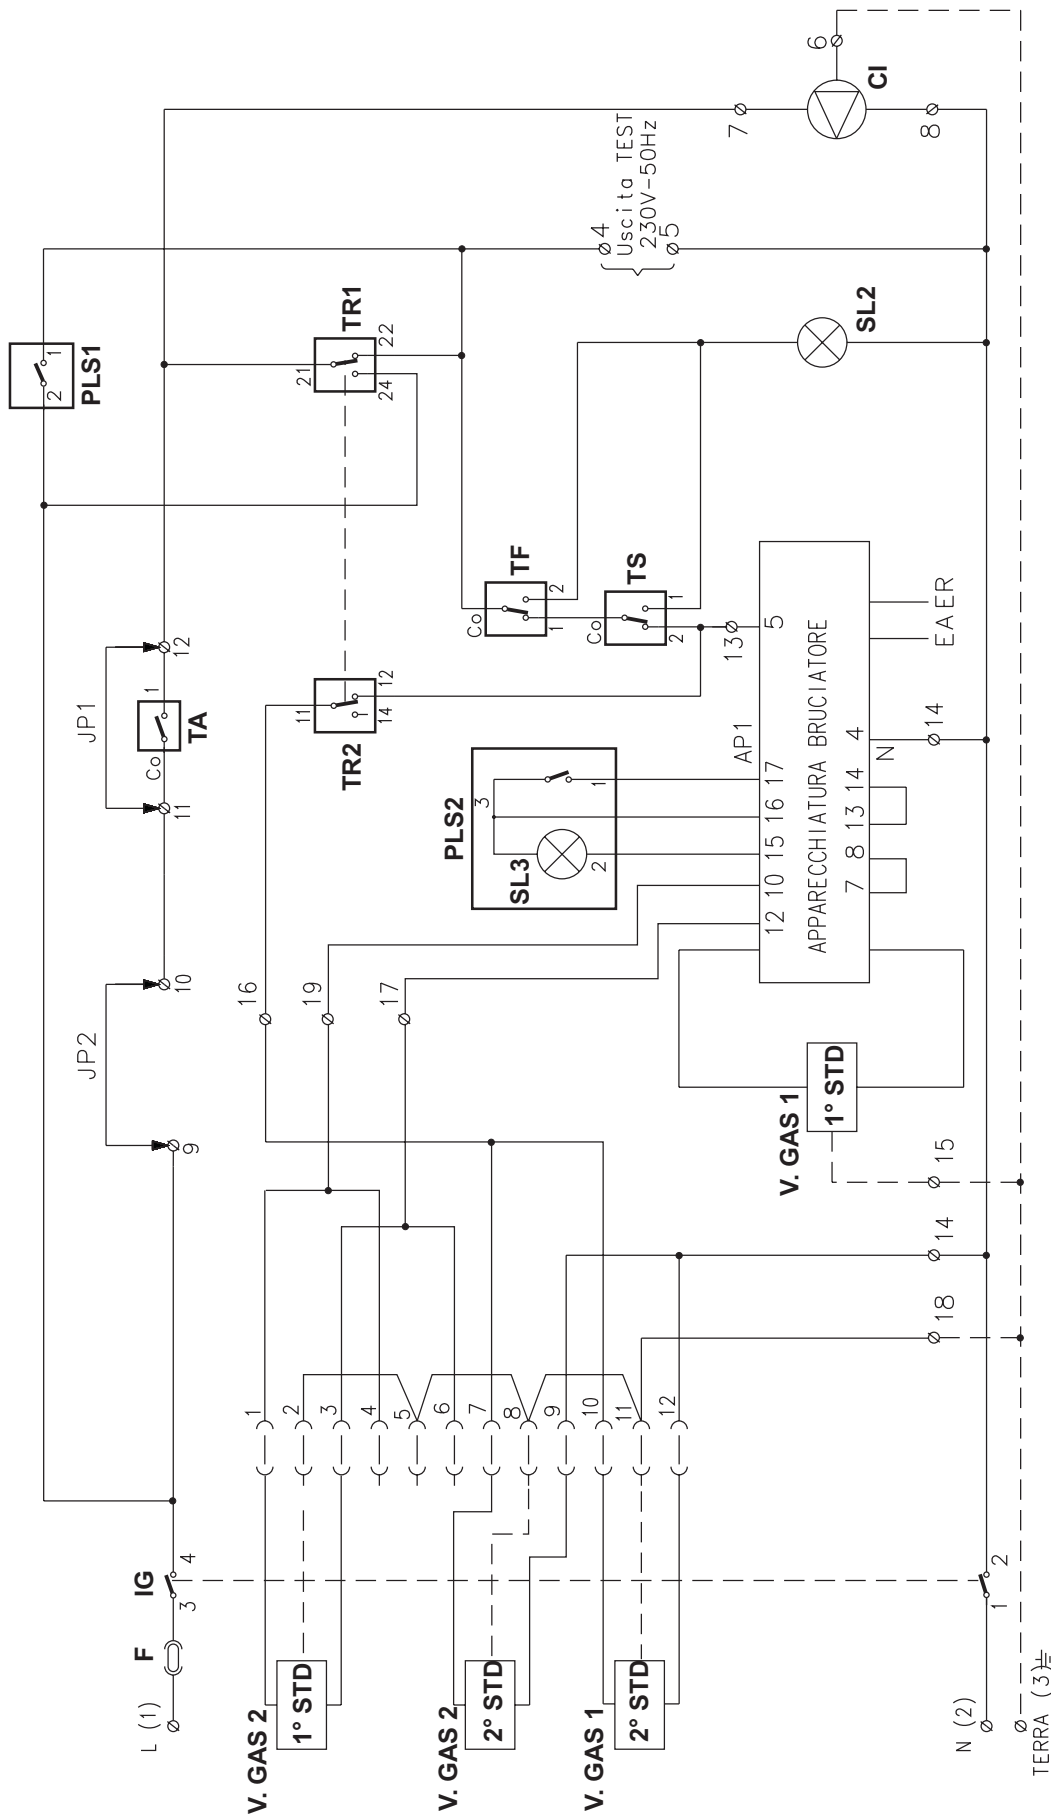 L (1)
F
IG
3
4
9
JP2
10
11
JP1
Co
1
TA
12
PLS1
2
1
TR1
21
22
24
TR2
11
12
14
TF
Co
1
2
TS
Co
2
1
4
Uscita TEST
230V-50Hz
5
SL2
7
6
CI
8
13
5
AP1
APPARECCHIATURA BRUCIATORE
12
10
15
16
17
7
8
13
14
4
N
14
EA
ER
PLS2
SL3
3
1
2
16
19
17
V. GAS 1
1° STD
15
14
18
1
2
3
4
5
6
7
8
9
10
11
12
V. GAS 2
1° STD
V. GAS 2
2° STD
V. GAS 1
2° STD
1
2
N (2)
TERRA (3)